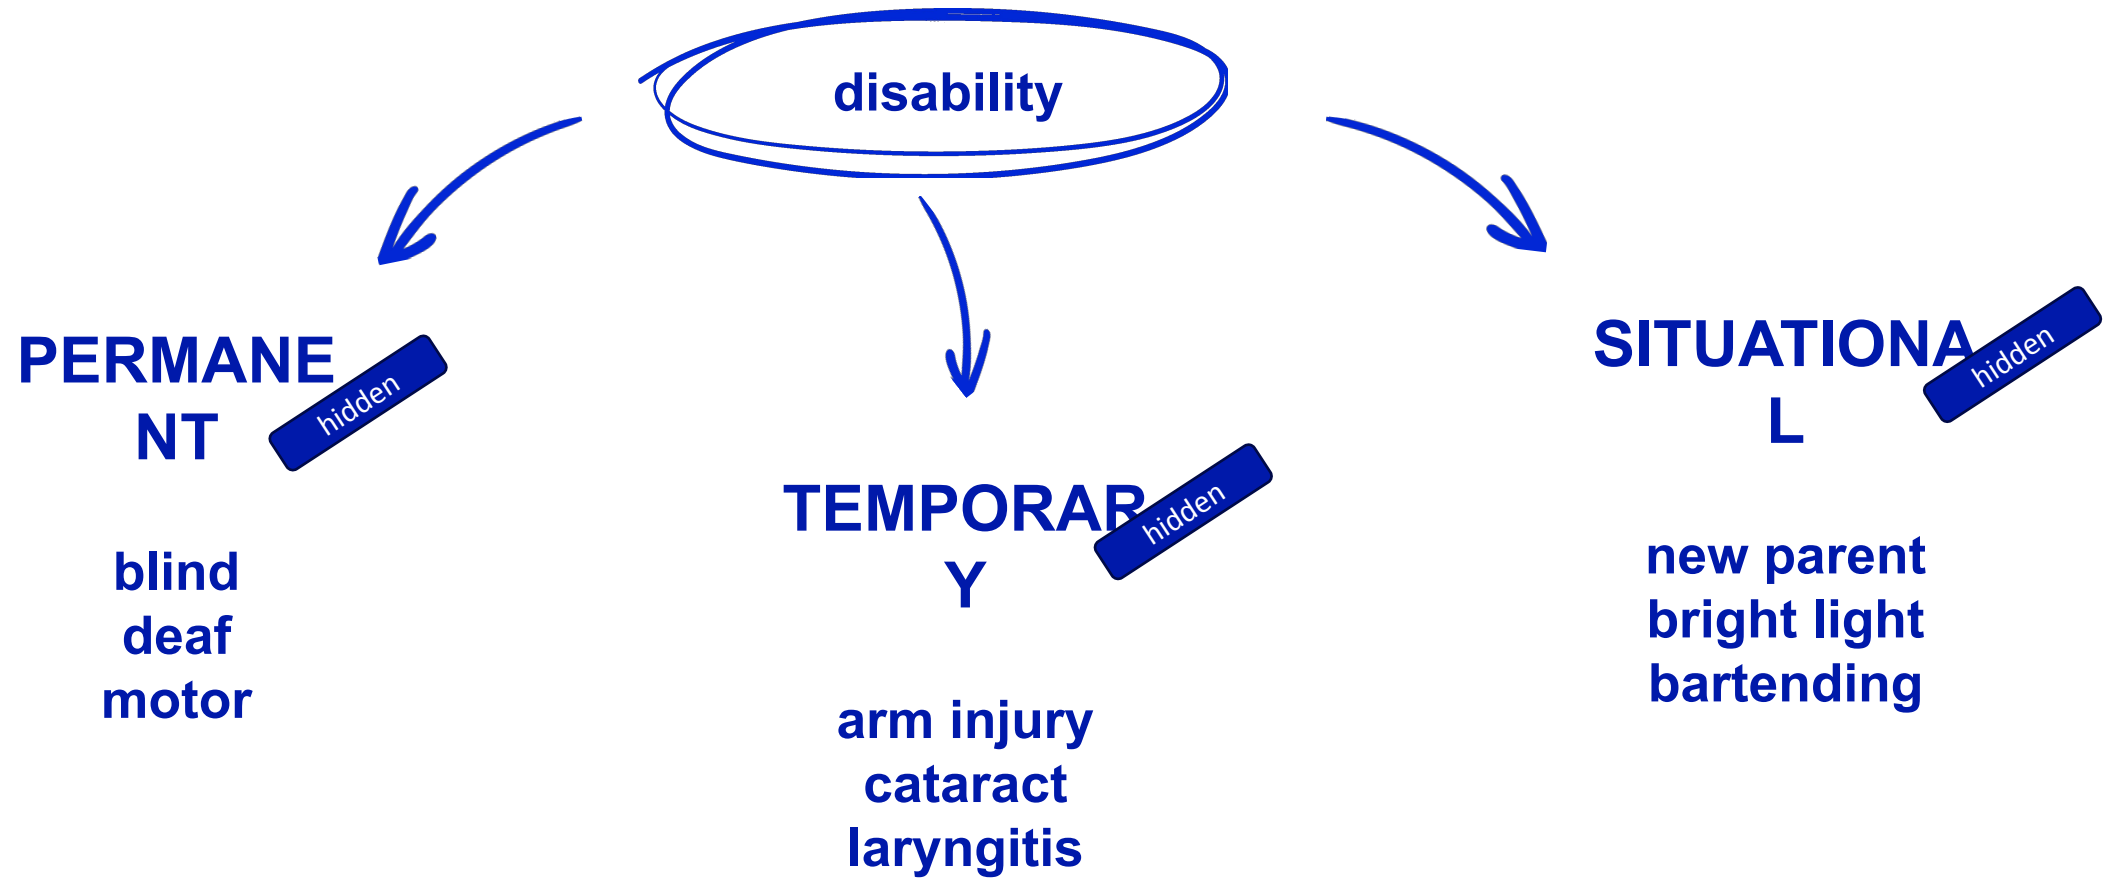 disability
PERMANE
NT
hidden
blind
deaf
motor
TEMPORAR
Y
hidden
arm injury
cataract
laryngitis
SITUATIONA
L
hidden
new parent
bright light
bartending